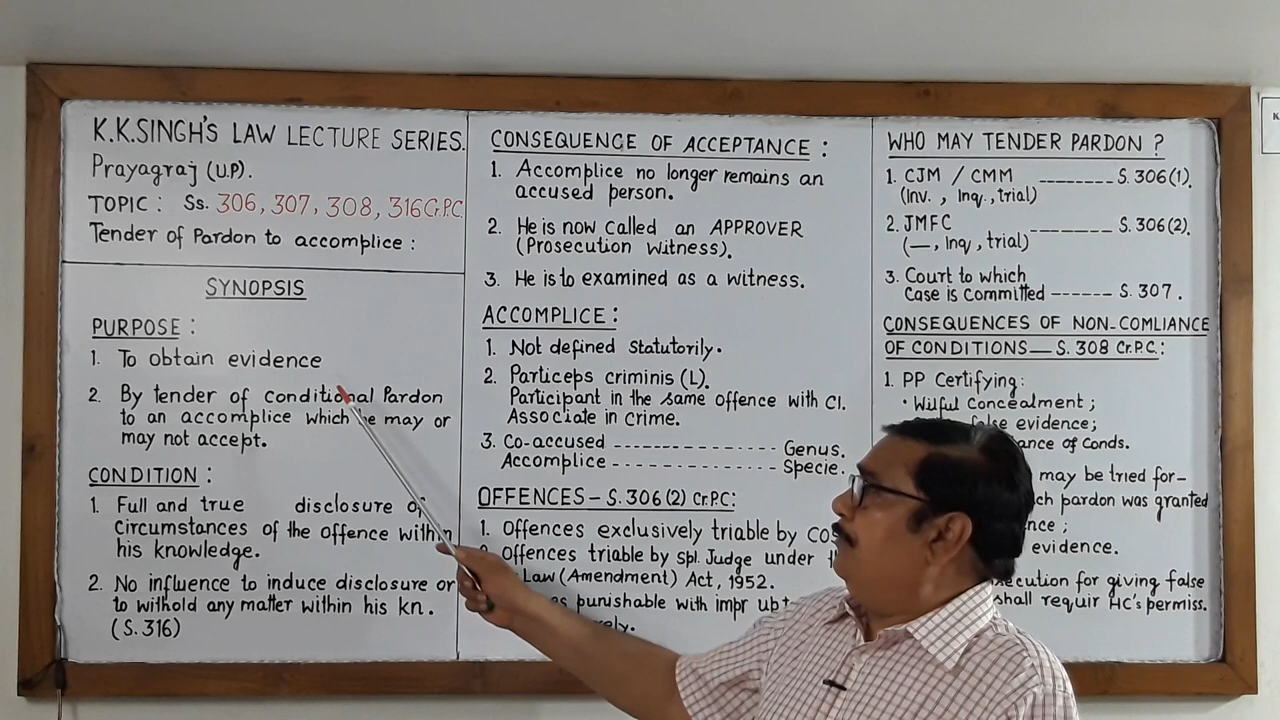 K.K.SINGH'S LAW LECTURE SERIES.
Prayagraj (U.P).
TOPIC : Ss. 306, 307, 308, 316 Cr.P.C.
Tender of Pardon to accomplice :
SYNOPSIS
PURPOSE :
1. To obtain evidence
2. By tender of conditional Pardon
to an accomplice which he may or
may not accept.
CONDITION :
1. Full and true disclosure of
circumstances of the offence within
his knowledge.
2. No influence to induce disclosure or
to withold any matter within his kn.
(S.316)
CONSEQUENCE OF ACCEPTANCE :
1. Accomplice no longer remains an
accused person.
2. He is now called an APPROVER
(Prosecution Witness).
3. He is to examined as a witness.
ACCOMPLICE :
1. Not defined Statutorily.
2. Particeps criminis (L).
Participant in the same offence with Cl.
Associate in Crime.
3. Co-accused -------------- Genus.
Accomplice -------------- Specie.
OFFENCES – S.306(2) Cr.P.C:
1. Offences exclusively triable by
Offences triable by Spl. Judge under
Law (Amendment) Act, 1952.
punishable with impr up
WHO MAY TENDER PARDON ?
1. CJM / CMM -------- S.306(1).
(Inv. , Inq., trial)
2. JMFC -------- S.306(2).
(—, Inq, trial)
3. Court to which
Case is committed ------ S.307.
CONSEQUENCES OF NON-COMLIANCE
OF CONDITIONS — S.308 Cr.P.C.:
1. PP Certifying:
• Wilful Concealment ;
false evidence;
of Conds.
may be tried for–
pardon was granted
evidence.
for giving false
shall requir HC's permiss.
K